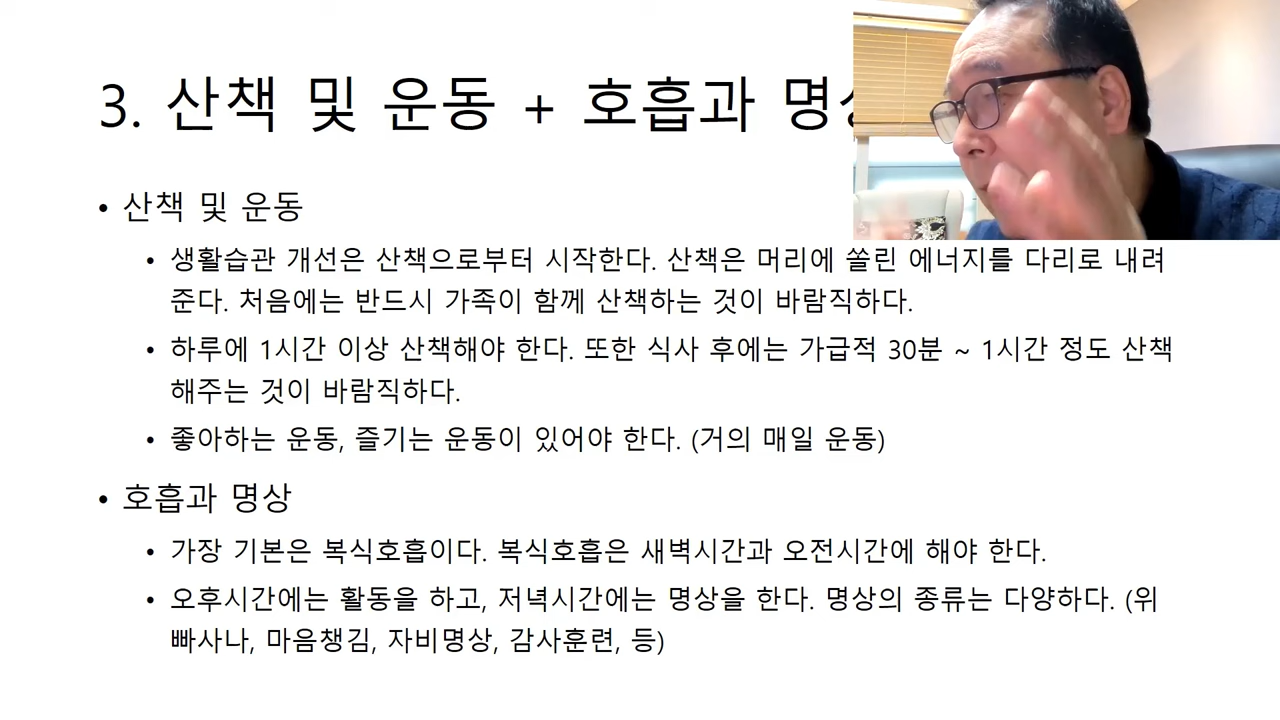 3. 산책 및 운동 + 호흡과
• 산책 및 운동
• 생활습관 개선은 산책으로부터 시작한다. 산책은 머리에 쏠린 에너지를 다리로 내려
준다. 처음에는 반드시 가족이 함께 산책하는 것이 바람직하다.
• 하루에 1시간 이상 산책해야 한다. 또한 식사 후에는 가급적 30분 ~ 1시간 정도 산책
해주는 것이 바람직하다.
• 좋아하는 운동, 즐기는 운동이 있어야 한다. (거의 매일 운동)
• 호흡과 명상
• 가장 기본은 복식호흡이다. 복식호흡은 새벽시간과 오전시간에 해야 한다.
• 오후시간에는 활동을 하고, 저녁시간에는 명상을 한다. 명상의 종류는 다양하다. (위
빠사나, 마음챙김, 자비명상, 감사훈련, 등)